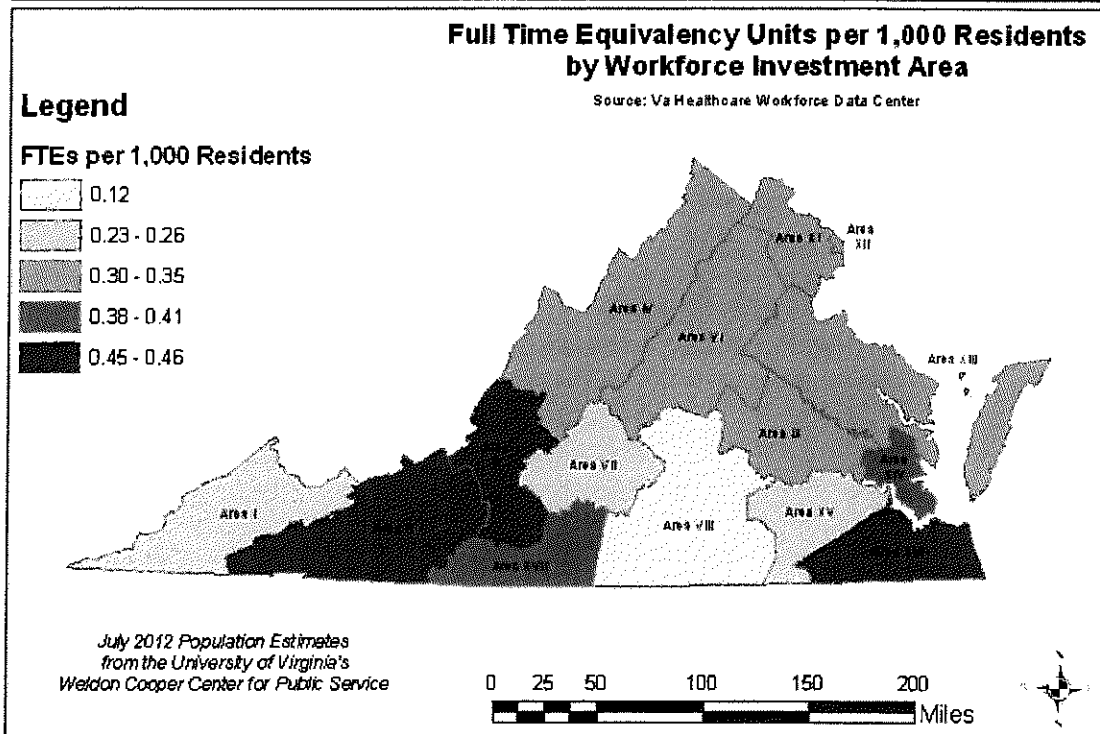 Full Time Equivalency Units per 1,000 Residents
by Workforce Investment Area
Source: Va Healthcare Workforce Data Center
Legend
FTEs per 1,000 Residents
0.12
0.23 - 0.26
0.30 - 0.35
0.38 - 0.41
0.45 - 0.46
Area XI
Area
XII
Area IV
Area VI
Area XIII
Area IX
Area VII
Area
Area I
Area VIII
Area XV
July 2012 Population Estimates
from the University of Virginia's
Weldon Cooper Center for Public Service
0 25 50 100 150 200
Miles